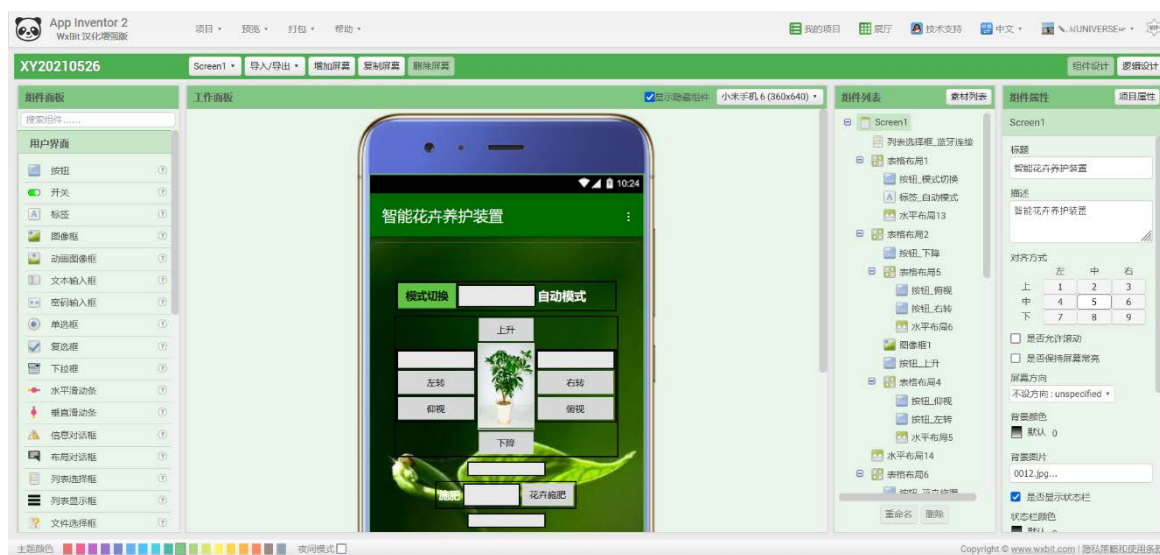 App Inventor 2
WxBit 汉化增强版
项目 预览 打包 帮助
我的项目 展厅 技术支持 中文
XY20210526
Screen1 导入/导出 增加屏幕 复制屏幕 删除屏幕
组件设计 逻辑设计
组件面板
搜索组件......
用户界面
按钮
开关
标签
图像框
动画图像框
文本输入框
密码输入框
单选框
复选框
下拉框
水平滑动条
垂直滑动条
信息对话框
布局对话框
列表选择框
列表显示框
文件选择框
工作面板
显示隐藏组件 小米手机 6 (360x640)
10:24
智能花卉养护装置
模式切换 自动模式
上升
左转 右转
仰视 俯视
下降
施肥 花卉施肥
组件列表 素材列表
Screen1
列表选择框_蓝牙连接
表格布局1
按钮_模式切换
标签_自动模式
水平布局13
表格布局2
按钮_下降
表格布局5
按钮_俯视
按钮_右转
水平布局6
图像框1
按钮_上升
表格布局4
按钮_仰视
按钮_左转
水平布局5
水平布局14
表格布局6
按钮_花卉施肥
重命名 删除
组件属性 项目属性
Screen1
标题
智能花卉养护装置
描述
智能花卉养护装置
对齐方式
左 中 右
上 1 2 3
中 4 5 6
下 7 8 9
是否允许滚动
是否保持屏幕常亮
屏幕方向
不设方向 : unspecified
背景颜色
默认 0
背景图片
0012.jpg...
是否显示状态栏
状态栏颜色
主题颜色 夜间模式
Copyright © www.wxbit.com | 隐私策略和使用条款